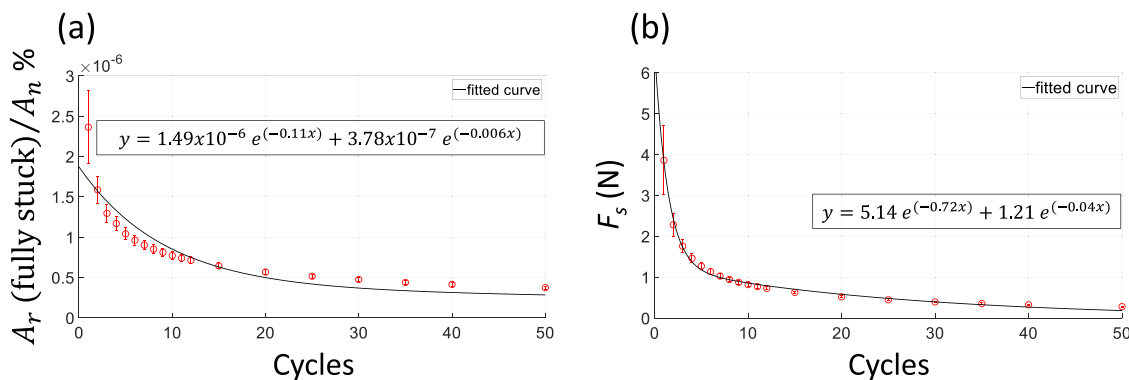 (a)
×10⁻⁶
3
2.5
2
1.5
1
0.5
0
0 10 20 30 40 50
A_r (fully stuck)/A_n %
Cycles
fitted curve
y = 1.49x10⁻⁶ e^(−0.11x) + 3.78x10⁻⁷ e^(−0.006x)
(b)
6
5
4
3
2
1
0
0 10 20 30 40 50
F_s (N)
Cycles
fitted curve
y = 5.14 e^(−0.72x) + 1.21 e^(−0.04x)